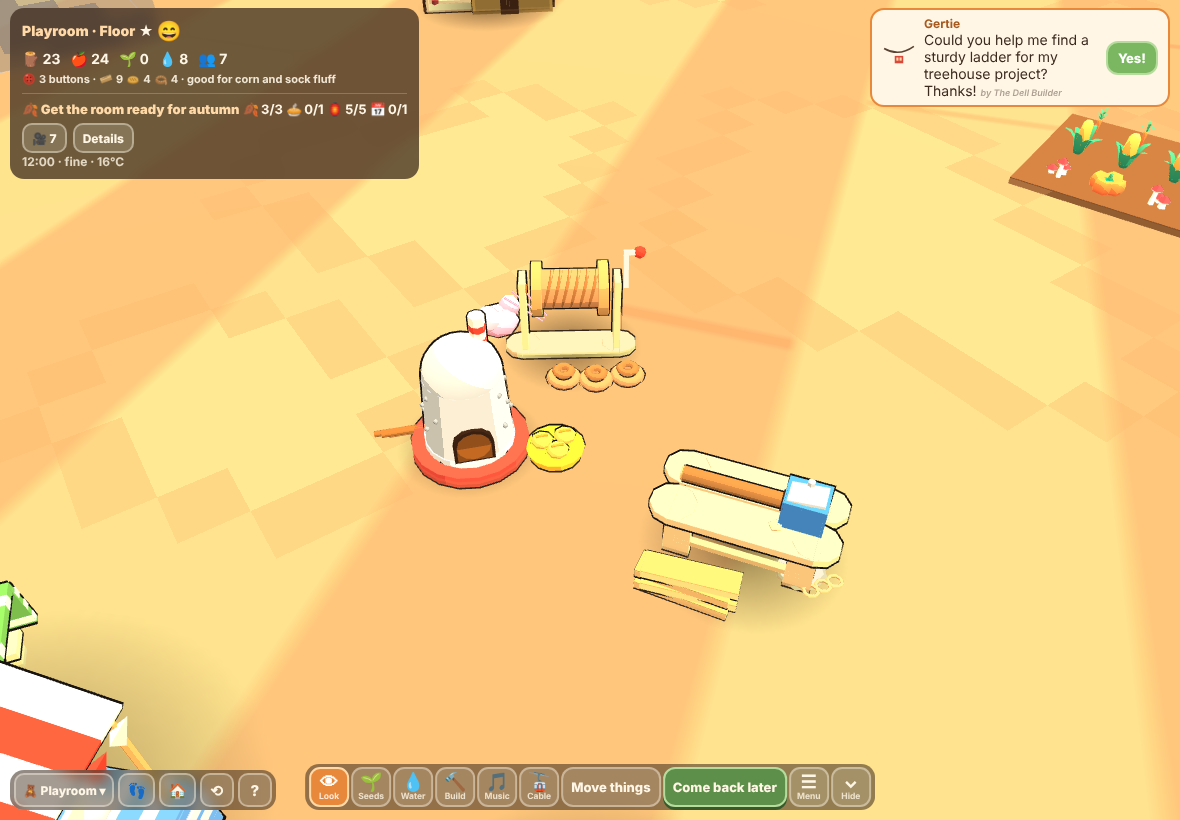 Playroom · Floor ★
23 24 0 8 7
3 buttons · 9 4 4 · good for corn and sock fluff
Get the room ready for autumn 3/3 0/1 5/5 0/1
7 Details
12:00 · fine · 16°C
Gertie
Could you help me find a
sturdy ladder for my
treehouse project?
Thanks! by The Dell Builder
Yes!
Playroom ▾
?
Look Seeds Water Build Music Cable Move things Come back later Menu Hide